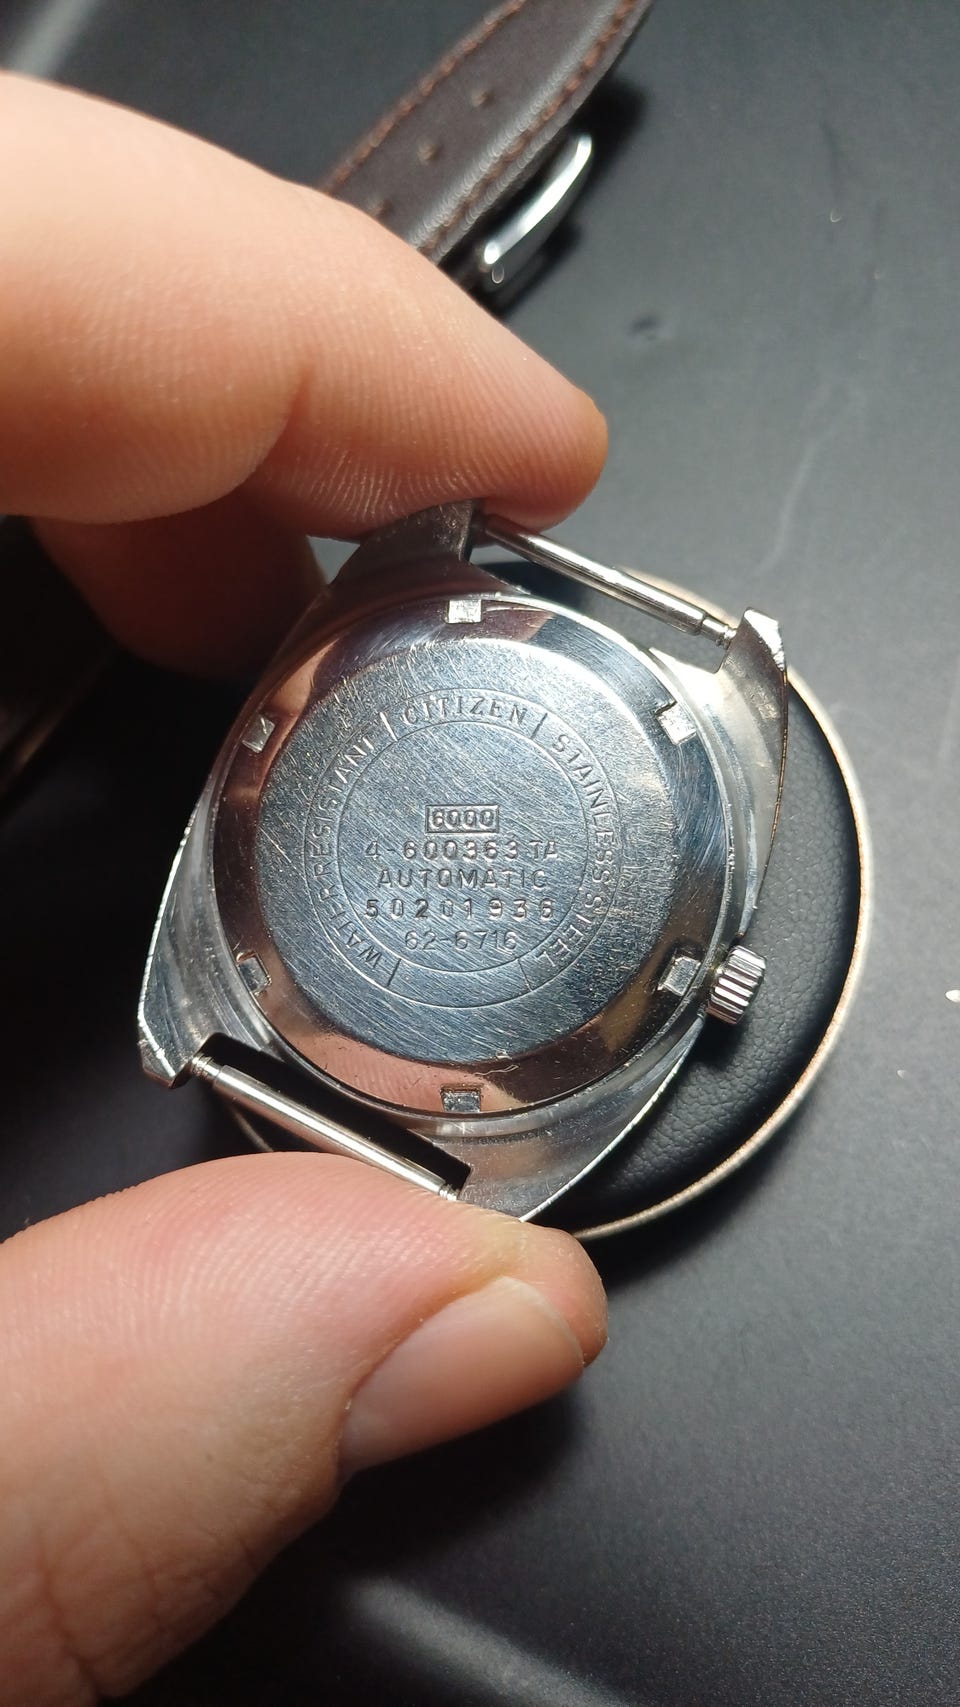 WATER RESISTANT
CITIZEN
STAINLESS STEEL
6000
4-600363 TA
AUTOMATIC
50201936
62-6716